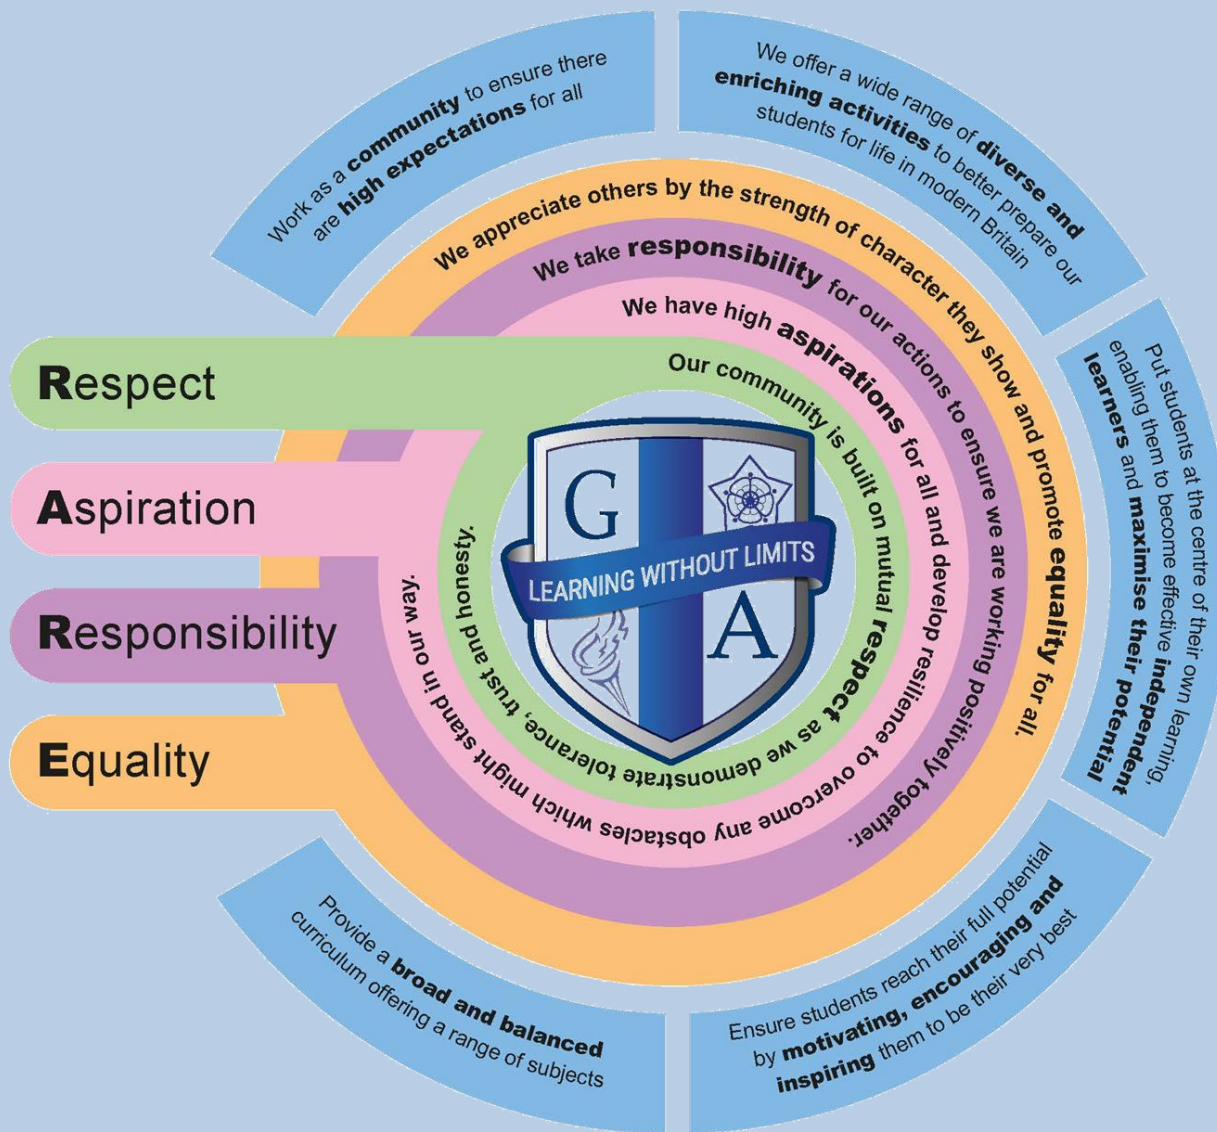 Work as a community to ensure there
are high expectations for all
We offer a wide range of diverse and
enriching activities to better prepare our
students for life in modern Britain
Put students at the centre of their own learning,
enabling them to become effective independent
learners and maximise their potential
Ensure students reach their full potential
by motivating, encouraging and
inspiring them to be their very best
Provide a broad and balanced
curriculum offering a range of subjects
Respect
Our community is built on mutual respect as we demonstrate tolerance, trust and honesty.
Aspiration
We have high aspirations for all and develop resilience to overcome any obstacles which might stand in our way.
Responsibility
We take responsibility for our actions to ensure we are working positively together.
Equality
We appreciate others by the strength of character they show and promote equality for all.
G
LEARNING WITHOUT LIMITS
A